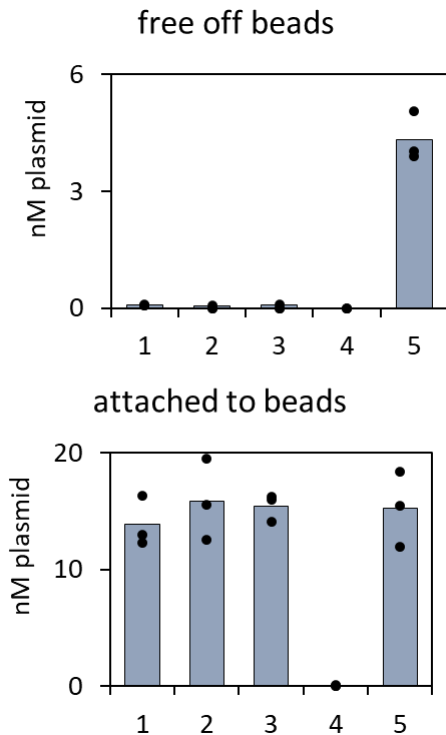 free off beads
nM plasmid
6
3
0
1 2 3 4 5
attached to beads
nM plasmid
20
10
0
1 2 3 4 5